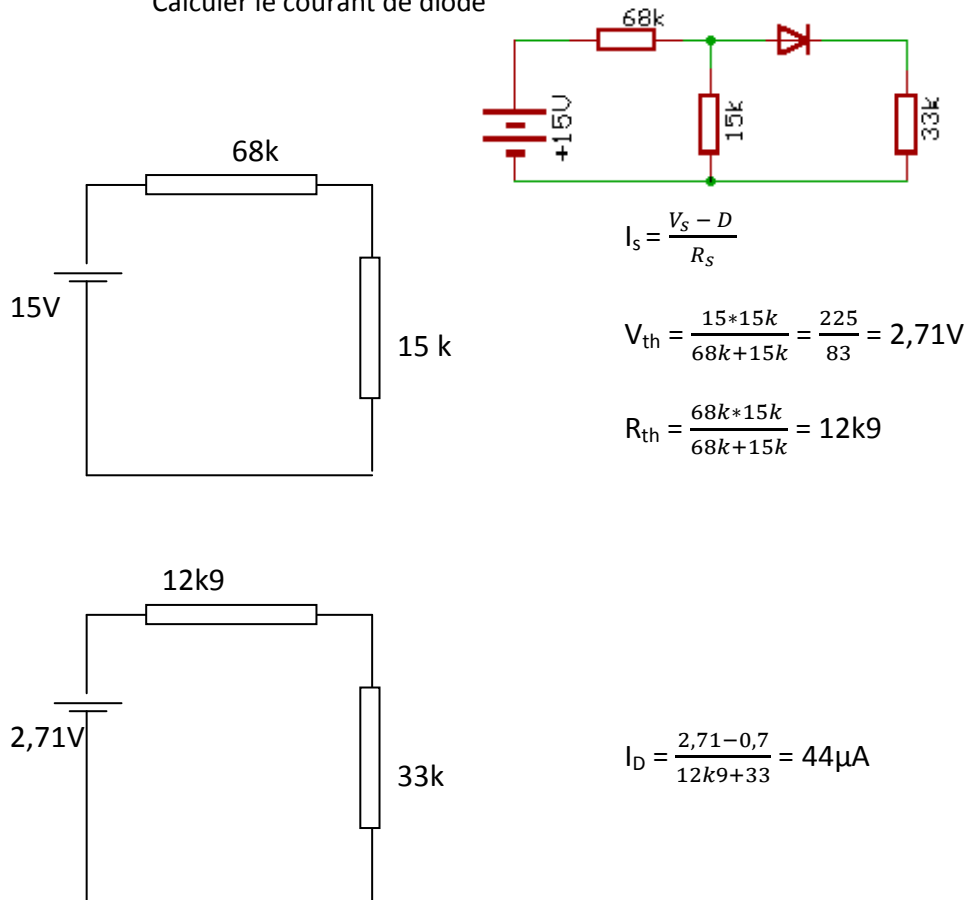 Calculer le courant de diode
68k
+15V
15k
33k
68k
15V
15 k
Is = (VS − D) / RS
Vth = (15∗15k) / (68k+15k) = 225 / 83 = 2,71V
Rth = (68k∗15k) / (68k+15k) = 12k9
12k9
2,71V
33k
ID = (2,71−0,7) / (12k9+33) = 44µA